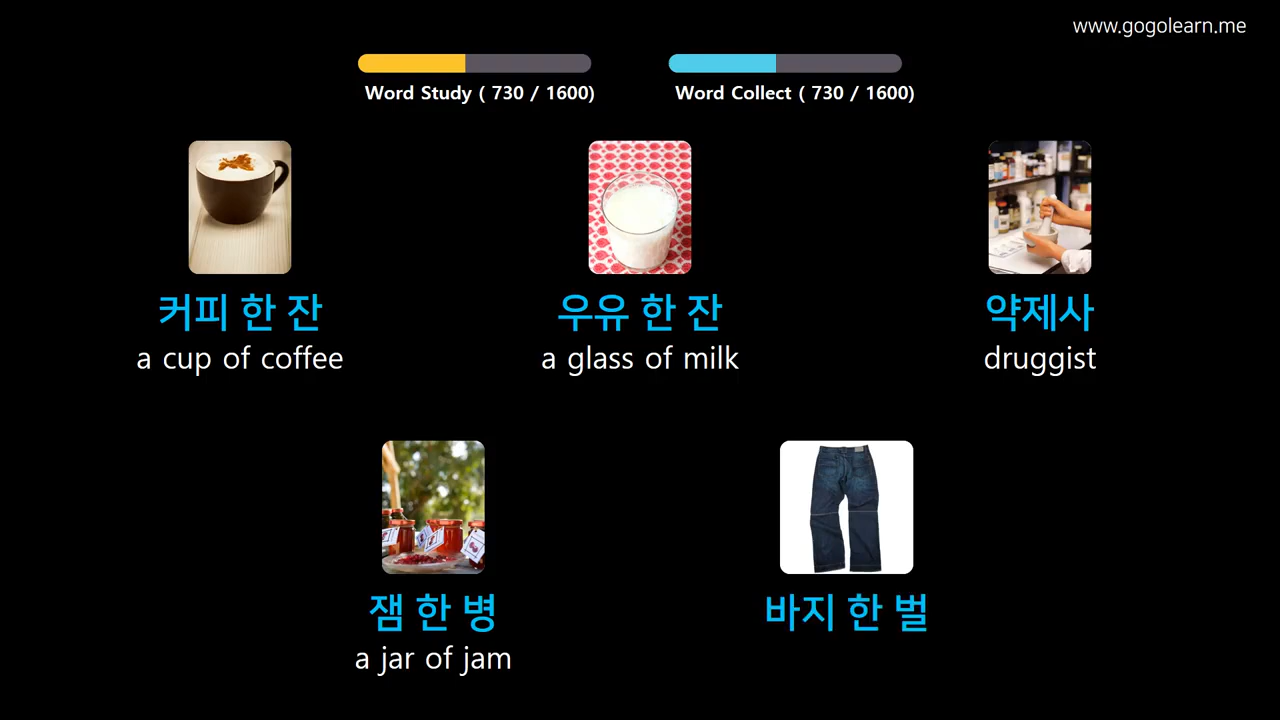 www.gogolearn.me
Word Study ( 730 / 1600)
Word Collect ( 730 / 1600)
커피 한 잔
a cup of coffee
우유 한 잔
a glass of milk
약제사
druggist
잼 한 병
a jar of jam
바지 한 벌